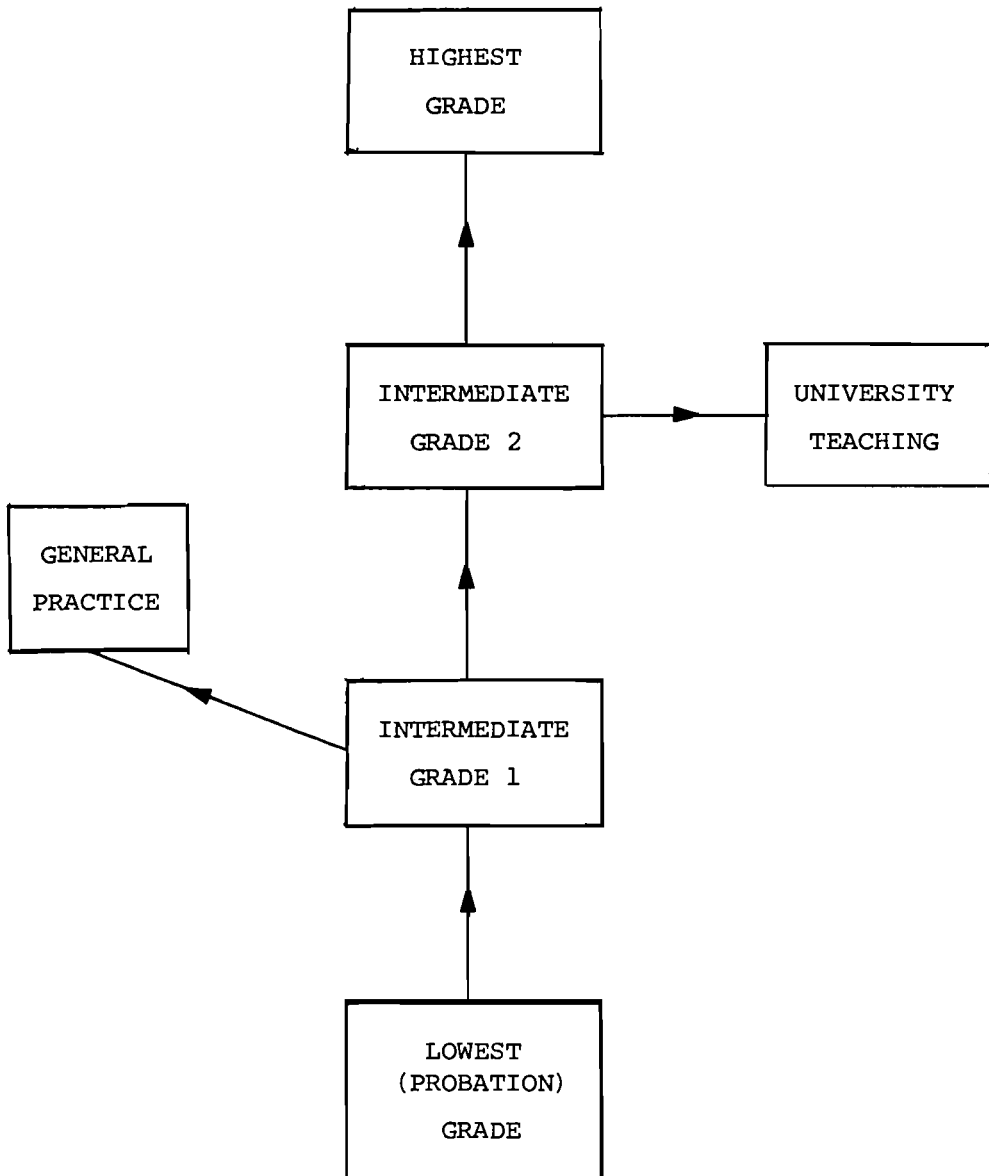 HIGHEST
GRADE
INTERMEDIATE
GRADE 2
UNIVERSITY
TEACHING
GENERAL
PRACTICE
INTERMEDIATE
GRADE 1
LOWEST
(PROBATION)
GRADE